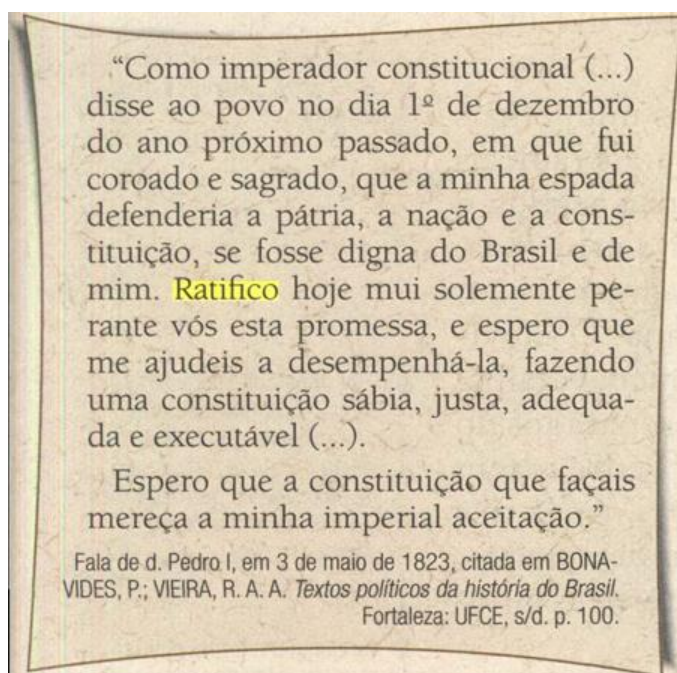 “Como imperador constitucional (...)
disse ao povo no dia 1º de dezembro
do ano próximo passado, em que fui
coroado e sagrado, que a minha espada
defenderia a pátria, a nação e a cons-
tituição, se fosse digna do Brasil e de
mim. Ratifico hoje mui solemente pe-
rante vós esta promessa, e espero que
me ajudeis a desempenhá-la, fazendo
uma constituição sábia, justa, adequa-
da e executável (...).
Espero que a constituição que façais
mereça a minha imperial aceitação.”
Fala de d. Pedro I, em 3 de maio de 1823, citada em BONA-
VIDES, P.; VIEIRA, R. A. A. Textos políticos da história do Brasil.
Fortaleza: UFCE, s/d. p. 100.